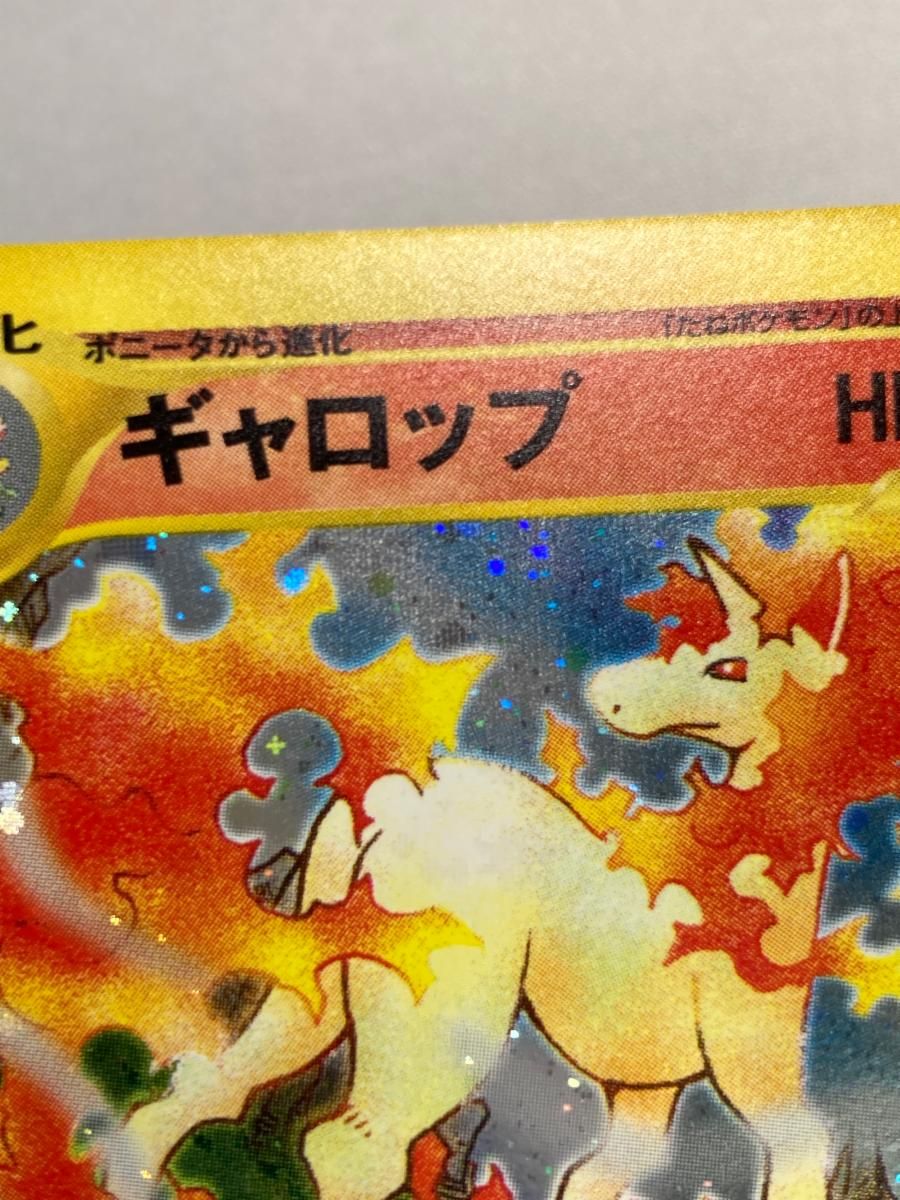 ヒ
ポニータから進化
「たねポケモン」の上
ギャロップ
HP